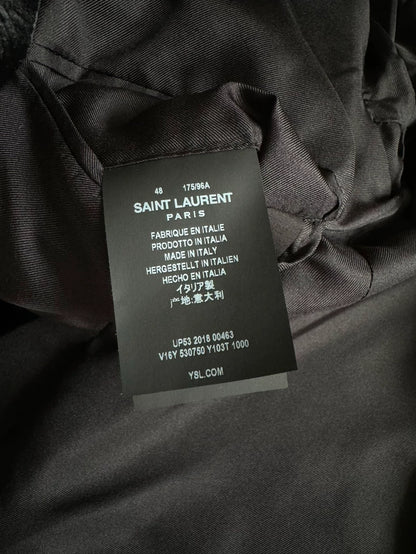 48 175/96A
SAINT LAURENT
PARIS
FABRIQUE EN ITALIE
PRODOTTO IN ITALIA
MADE IN ITALY
HERGESTELLT IN ITALIEN
HECHO EN ITALIA
イタリア製
地:意大利
UP53 2018 00463
V16Y 530750 Y103T 1000
YSL.COM